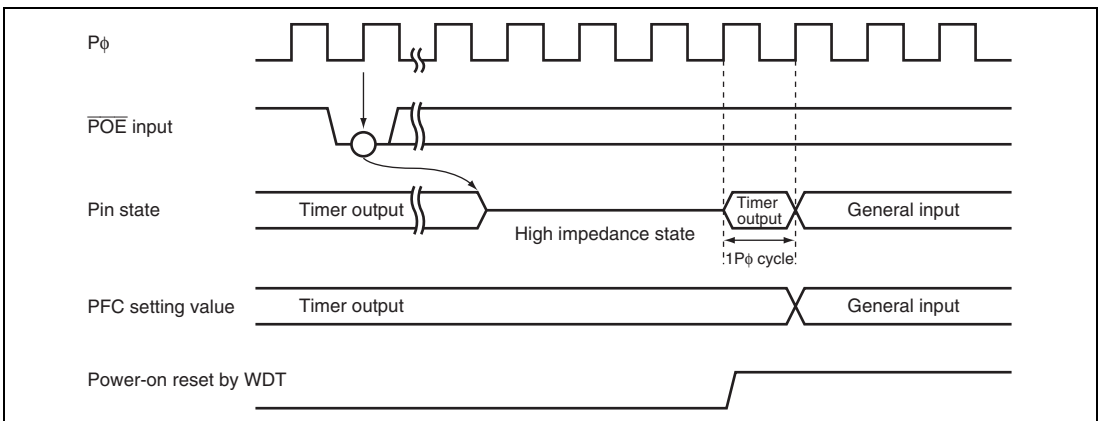 Pϕ
P̅O̅E̅ input
Pin state
Timer output
High impedance state
Timer
output
General input
1Pϕ cycle
PFC setting value
Timer output
General input
Power-on reset by WDT